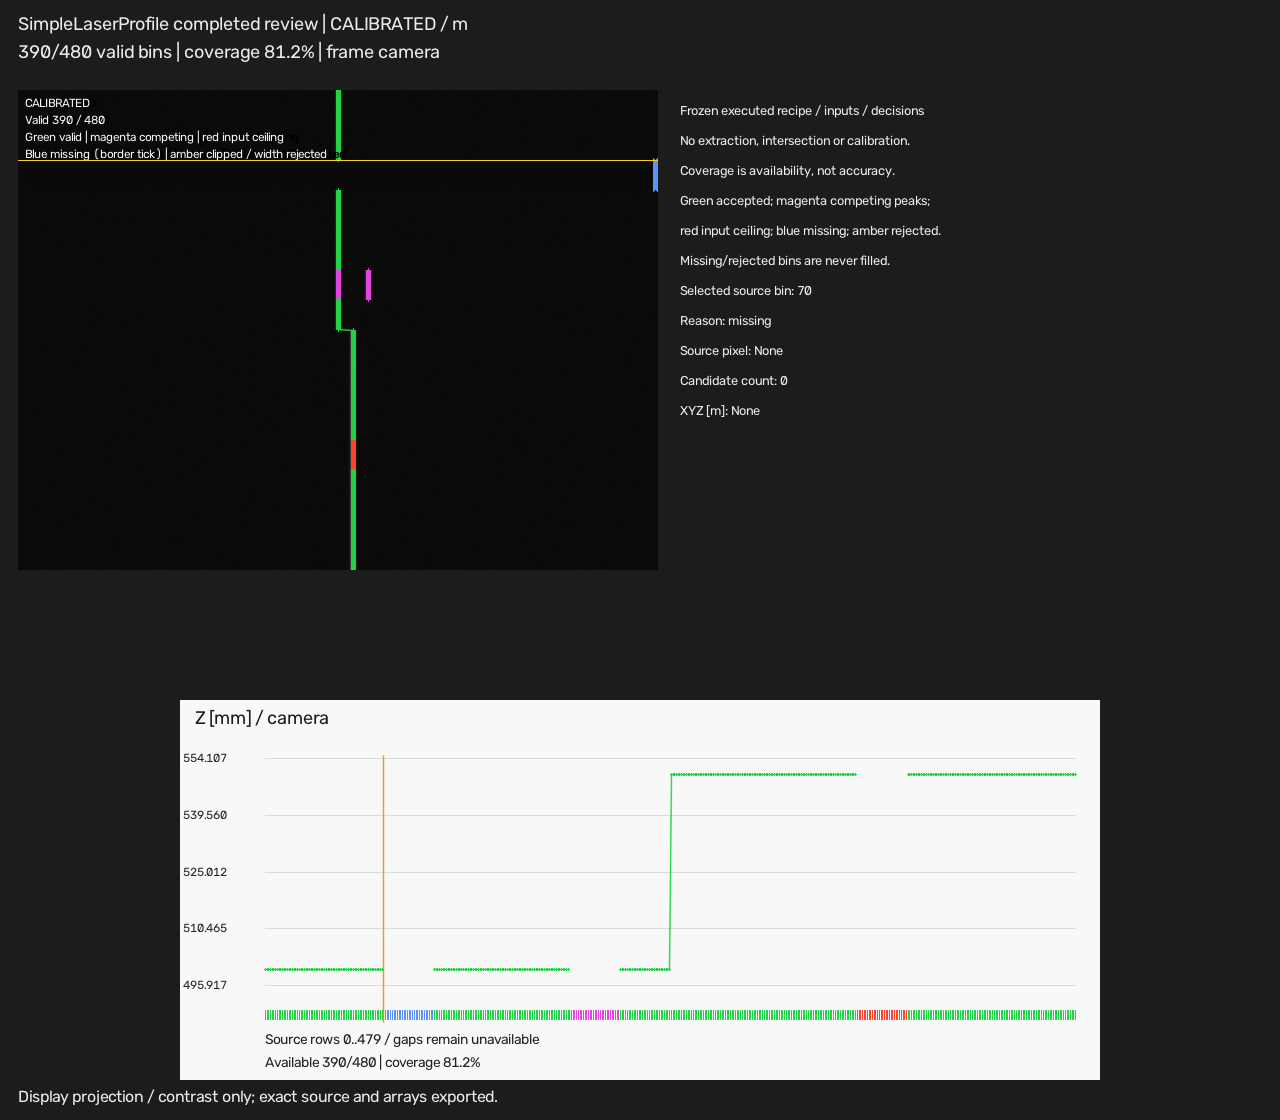 SimpleLaserProfile completed review | CALIBRATED / m
390/480 valid bins | coverage 81.2% | frame camera
CALIBRATED
Valid 390 / 480
Green valid | magenta competing | red input ceiling
Blue missing (border tick) | amber clipped / width rejected
Frozen executed recipe / inputs / decisions
No extraction, intersection or calibration.
Coverage is availability, not accuracy.
Green accepted; magenta competing peaks;
red input ceiling; blue missing; amber rejected.
Missing/rejected bins are never filled.
Selected source bin: 70
Reason: missing
Source pixel: None
Candidate count: 0
XYZ [m]: None
Z [mm] / camera
554.107
539.560
525.012
510.465
495.917
Source rows 0..479 / gaps remain unavailable
Available 390/480 | coverage 81.2%
Display projection / contrast only; exact source and arrays exported.